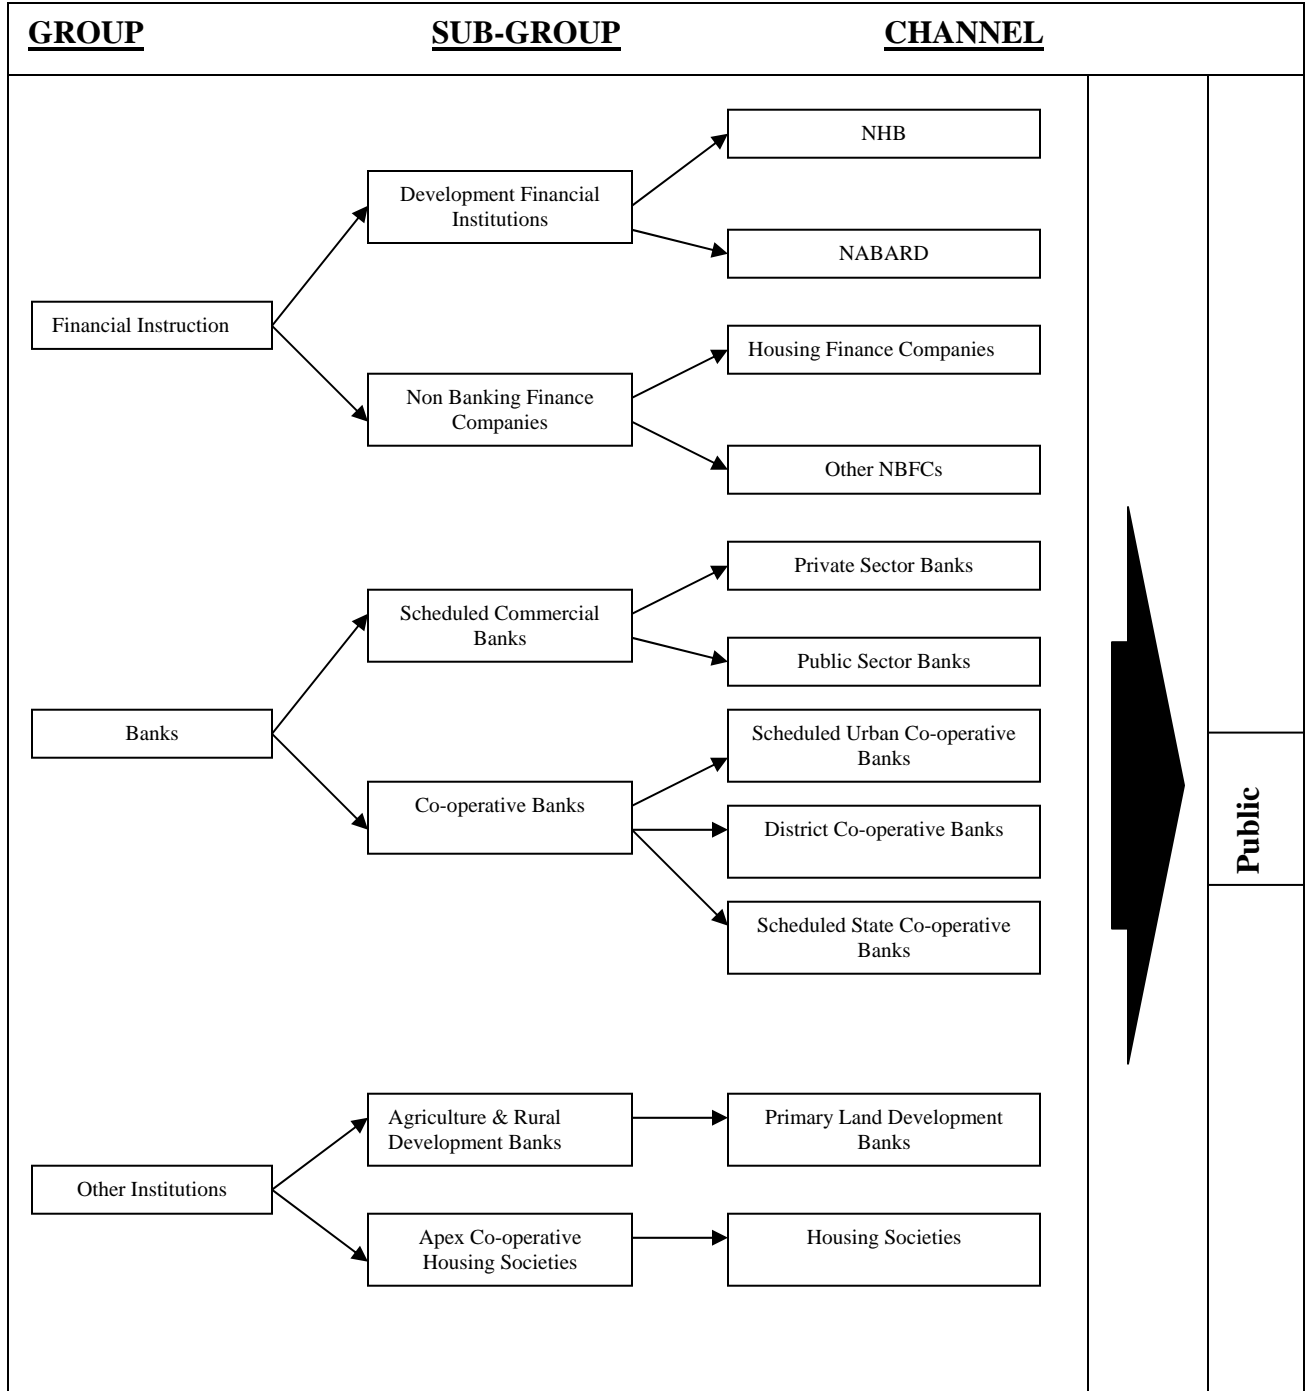 GROUP
SUB-GROUP
CHANNEL
NHB
Development Financial
Institutions
NABARD
Financial Instruction
Housing Finance Companies
Non Banking Finance
Companies
Other NBFCs
Private Sector Banks
Scheduled Commercial
Banks
Public Sector Banks
Banks
Scheduled Urban Co-operative
Banks
Co-operative Banks
District Co-operative Banks
Scheduled State Co-operative
Banks
Public
Agriculture & Rural
Development Banks
Primary Land Development
Banks
Other Institutions
Apex Co-operative
Housing Societies
Housing Societies